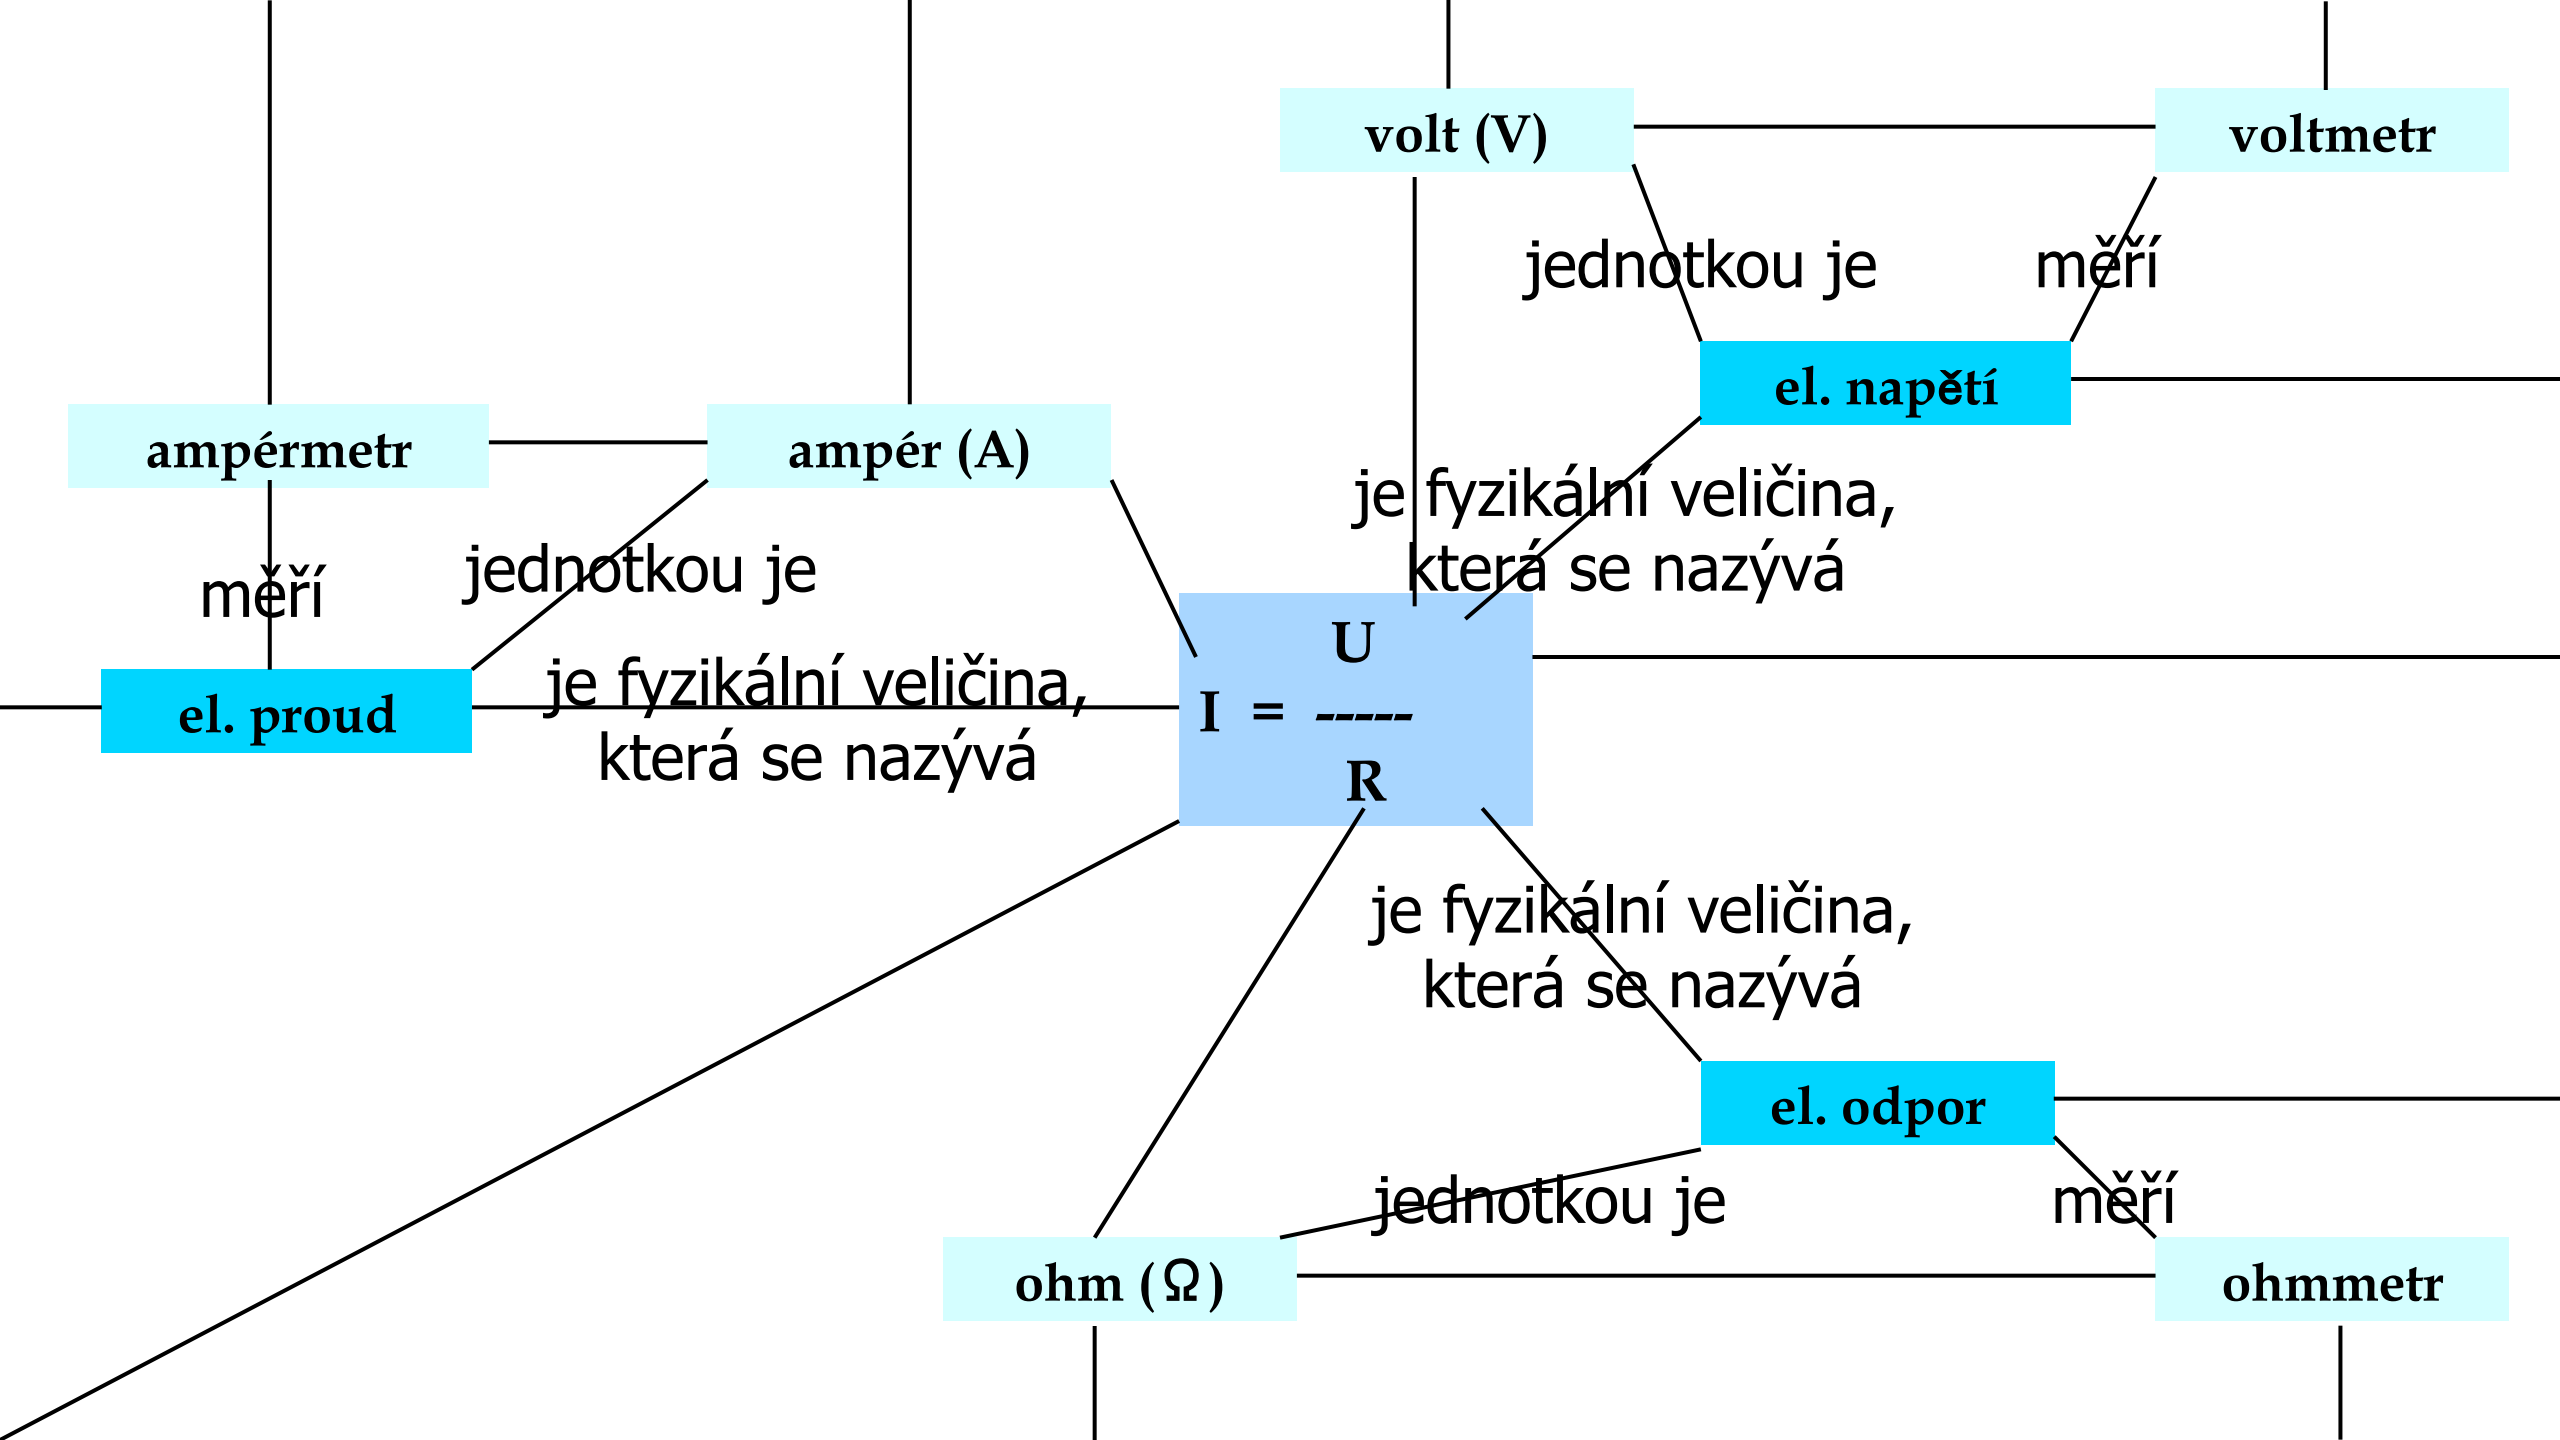 volt (V)
voltmetr
jednotkou je
měří
el. napětí
ampérmetr
ampér (A)
je fyzikální veličina,
která se nazývá
měří
jednotkou je
U
I = -----
R
el. proud
je fyzikální veličina,
která se nazývá
je fyzikální veličina,
která se nazývá
el. odpor
jednotkou je
měří
ohm (Ω)
ohmmetr